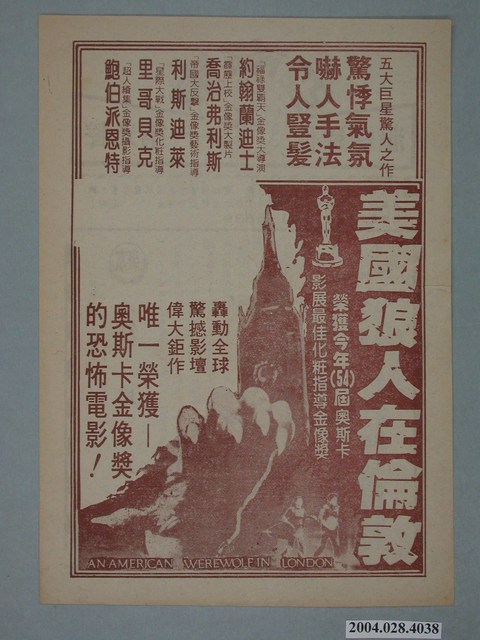 五大巨星驚人之作
驚悸氣氛
嚇人手法
令人豎髮
「福祿雙霸天」金像獎大導演
約翰蘭迪士
「霹靂上校」金像獎大製片
喬治弗利斯
「帝國大反擊」金像獎藝術指導
利斯迪萊
「星際大戰」金像獎化粧指導
里哥貝克
「超人續集」金像獎攝影指導
鮑伯派恩特
美國狼人在倫敦
榮獲今年(54)屆奧斯卡
影展最佳化粧指導金像獎
轟動全球
驚撼影壇
偉大鉅作
唯一榮獲—
奧斯卡金像獎
的恐怖電影!
AN AMERICAN WEREWOLF IN LONDON
2004.028.4038